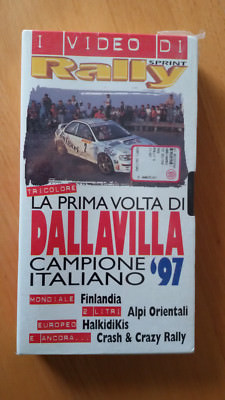 I VIDEO DI
Rally
SPRINT
TRICOLORE
LA PRIMA VOLTA DI
DALLAVILLA
CAMPIONE
ITALIANO '97
MONDIALE Finlandia
2 LITRI Alpi Orientali
EUROPEO HalkidiKis
E ANCORA... Crash & Crazy Rally